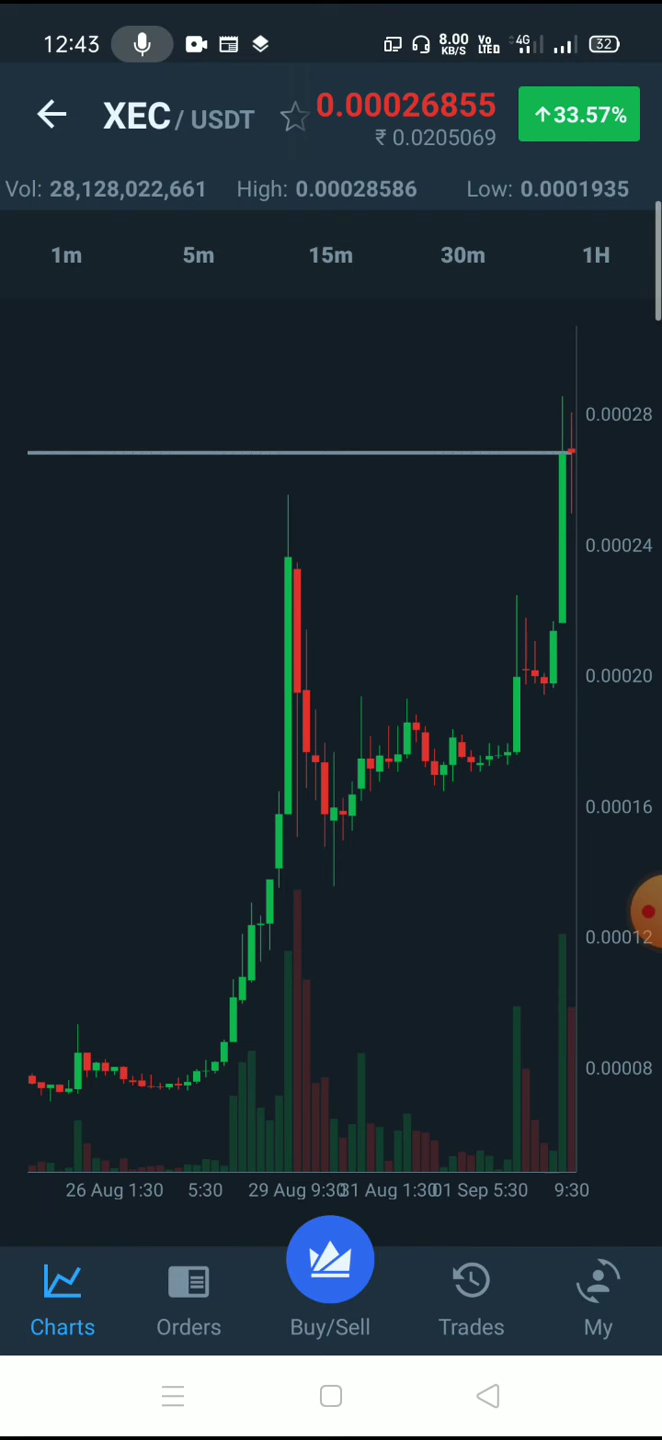 12:43 8.00 KB/S Vo LTE 4G 32
XEC / USDT 0.00026855 ↑33.57%
₹ 0.0205069
Vol: 28,128,022,661 High: 0.00028586 Low: 0.0001935
1m 5m 15m 30m 1H
0.00028
0.00024
0.00020
0.00016
0.00012
0.00008
26 Aug 1:30 5:30 29 Aug 9:30 31 Aug 1:30 01 Sep 5:30 9:30
Charts Orders Buy/Sell Trades My